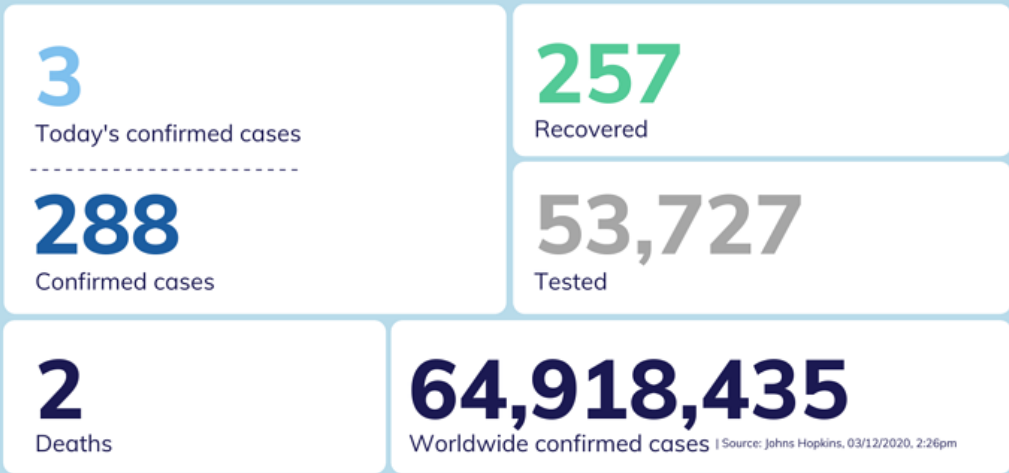 3
Today's confirmed cases
288
Confirmed cases
257
Recovered
53,727
Tested
2
Deaths
64,918,435
Worldwide confirmed cases | Source: Johns Hopkins, 03/12/2020, 2:26pm